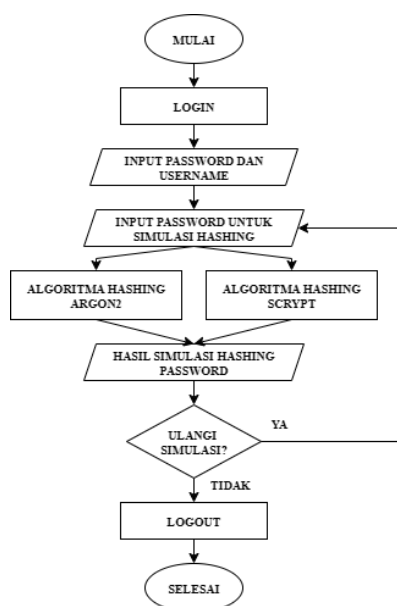 MULAI
LOGIN
INPUT PASSWORD DAN
USERNAME
INPUT PASSWORD UNTUK
SIMULASI HASHING
ALGORITMA HASHING
ARGON2
ALGORITMA HASHING
SCRYPT
HASIL SIMULASI HASHING
PASSWORD
ULANGI
SIMULASI?
YA
TIDAK
LOGOUT
SELESAI